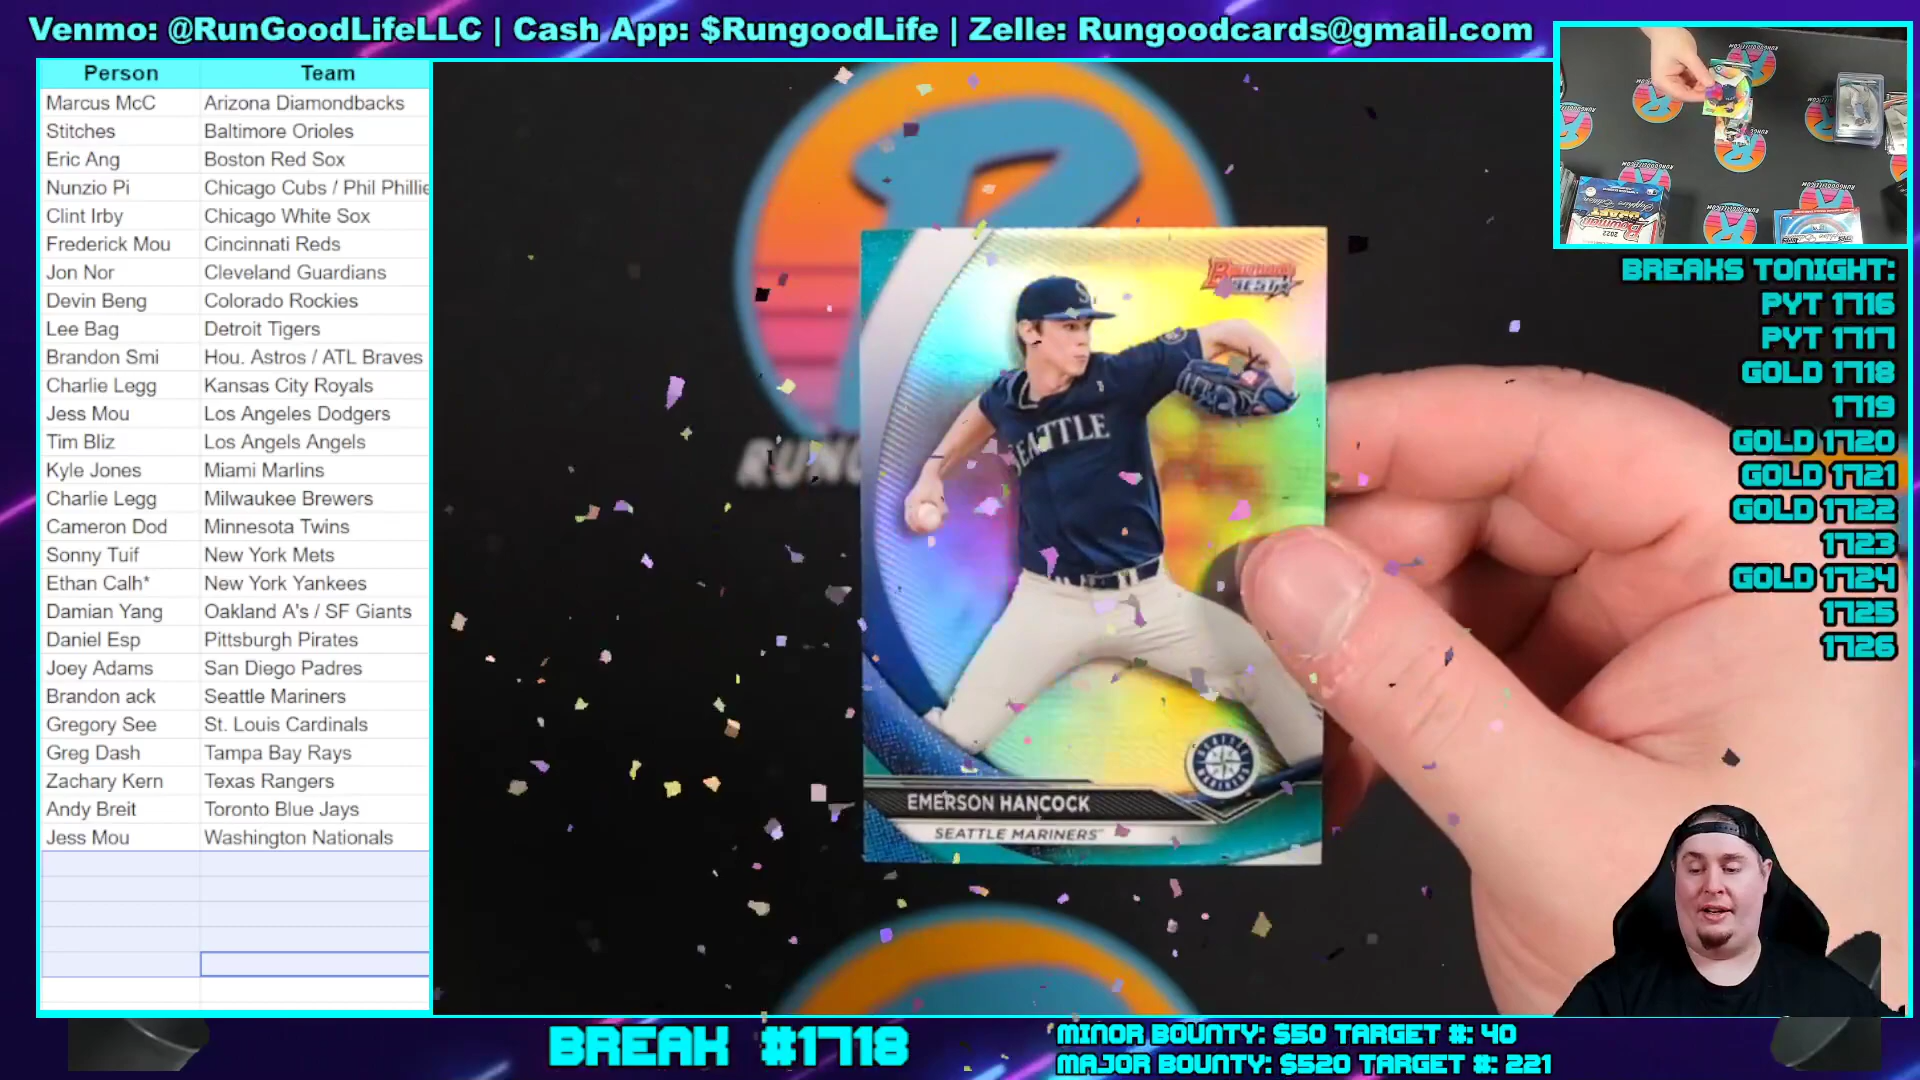 Venmo: @RunGoodLifeLLC | Cash App: $RungoodLife | Zelle: Rungoodcards@gmail.com
Person Team
Marcus McC Arizona Diamondbacks
Stitches Baltimore Orioles
Eric Ang Boston Red Sox
Nunzio Pi Chicago Cubs / Phil Phillie
Clint Irby Chicago White Sox
Frederick Mou Cincinnati Reds
Jon Nor Cleveland Guardians
Devin Beng Colorado Rockies
Lee Bag Detroit Tigers
Brandon Smi Hou. Astros / ATL Braves
Charlie Legg Kansas City Royals
Jess Mou Los Angeles Dodgers
Tim Bliz Los Angels Angels
Kyle Jones Miami Marlins
Charlie Legg Milwaukee Brewers
Cameron Dod Minnesota Twins
Sonny Tuif New York Mets
Ethan Calh* New York Yankees
Damian Yang Oakland A's / SF Giants
Daniel Esp Pittsburgh Pirates
Joey Adams San Diego Padres
Brandon ack Seattle Mariners
Gregory See St. Louis Cardinals
Greg Dash Tampa Bay Rays
Zachary Kern Texas Rangers
Andy Breit Toronto Blue Jays
Jess Mou Washington Nationals
RUNG
Bowman's
BEST
S
SEATTLE
EMERSON HANCOCK
SEATTLE MARINERS
2022
Bowman
DRAFT
Sapphire Edition
BREAKS TONIGHT:
PYT 1716
PYT 1717
GOLD 1718
1719
GOLD 1720
GOLD 1721
GOLD 1722
1723
GOLD 1724
1725
1726
BREAK #1718
MINOR BOUNTY: $50 TARGET #: 40
MAJOR BOUNTY: $520 TARGET #: 221